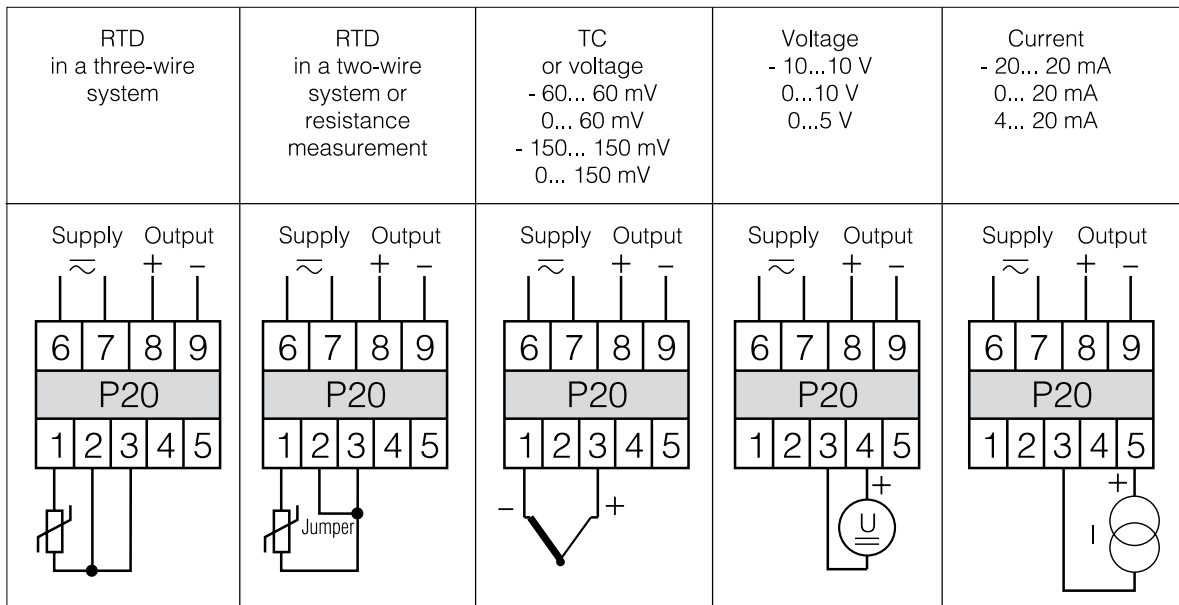 RTD
in a three-wire
system
RTD
in a two-wire
system or
resistance
measurement
TC
or voltage
- 60... 60 mV
0... 60 mV
- 150... 150 mV
0... 150 mV
Voltage
- 10...10 V
0...10 V
0...5 V
Current
- 20... 20 mA
0... 20 mA
4... 20 mA
Supply Output
+ −
6 7 8 9
P20
1 2 3 4 5
Supply Output
+ −
6 7 8 9
P20
1 2 3 4 5
Jumper
Supply Output
+ −
6 7 8 9
P20
1 2 3 4 5
− +
Supply Output
+ −
6 7 8 9
P20
1 2 3 4 5
+
U
Supply Output
+ −
6 7 8 9
P20
1 2 3 4 5
+
I